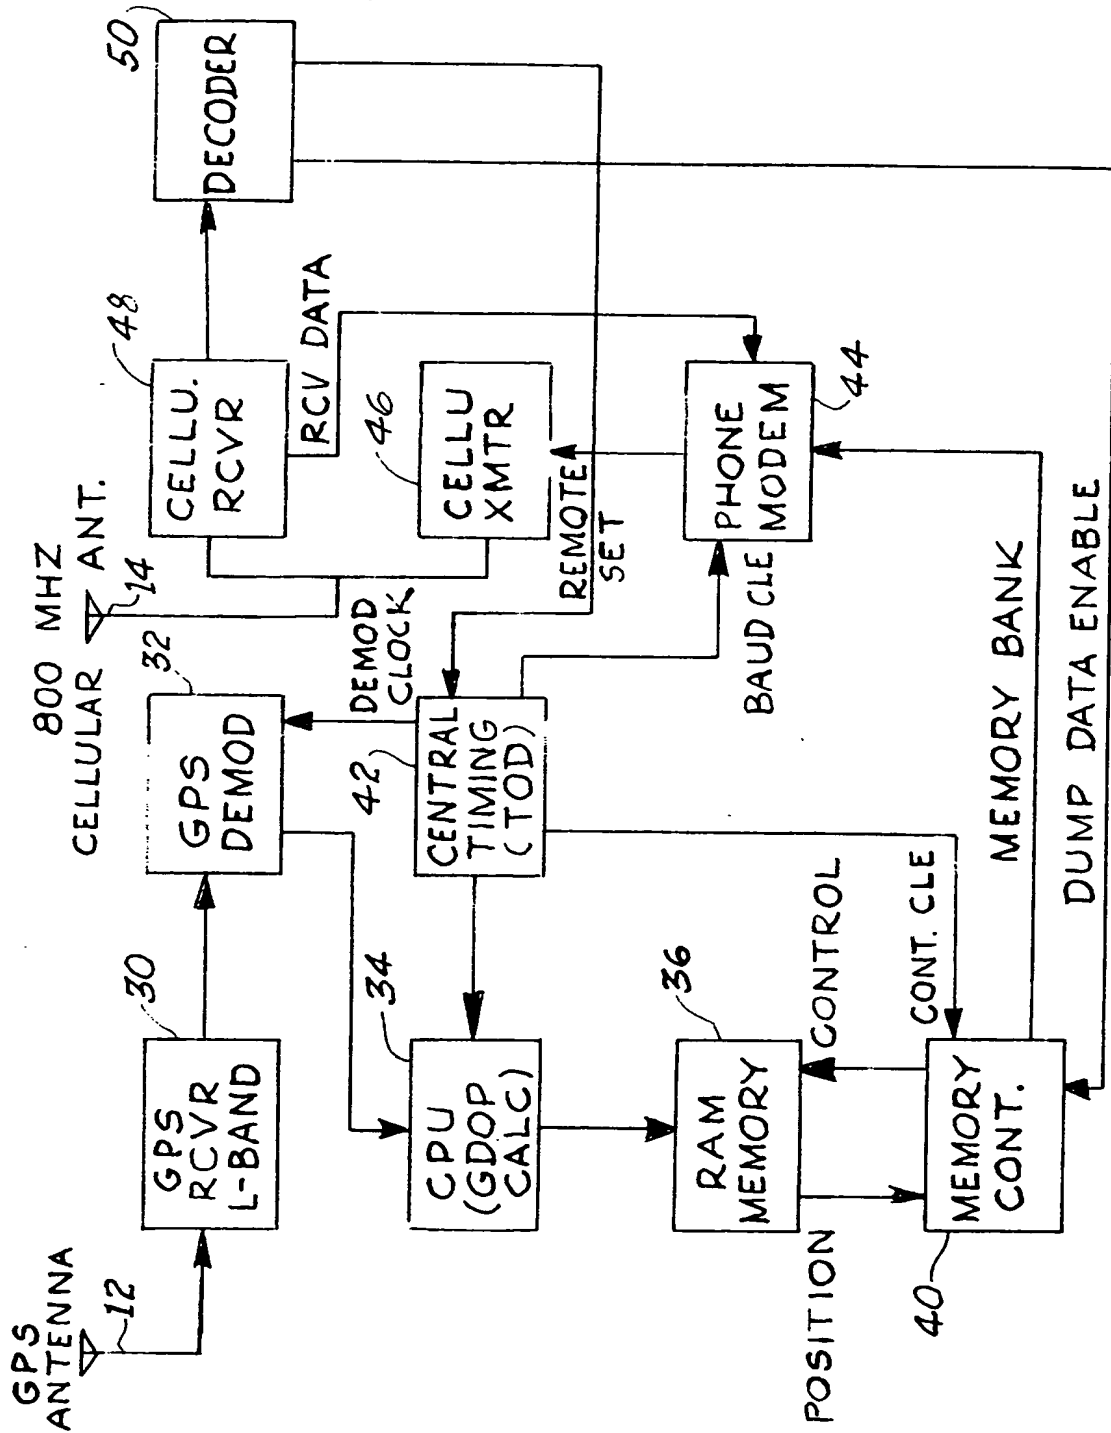 GPS
ANTENNA
12
GPS
RCVR
L-BAND
30
GPS
DEMOD
32
800 MHZ
CELLULAR ANT.
14
CELLU.
RCVR
48
DECODER
50
RCV DATA
CPU
(GDOP
CALC)
34
CENTRAL
TIMING
(TOD)
42
DEMOD
CLOCK
CELLU
XMTR
46
REMOTE
SET
RAM
MEMORY
36
BAUD CLE
PHONE
MODEM
44
POSITION
CONTROL
CONT. CLE
MEMORY
CONT.
40
MEMORY BANK
DUMP DATA ENABLE